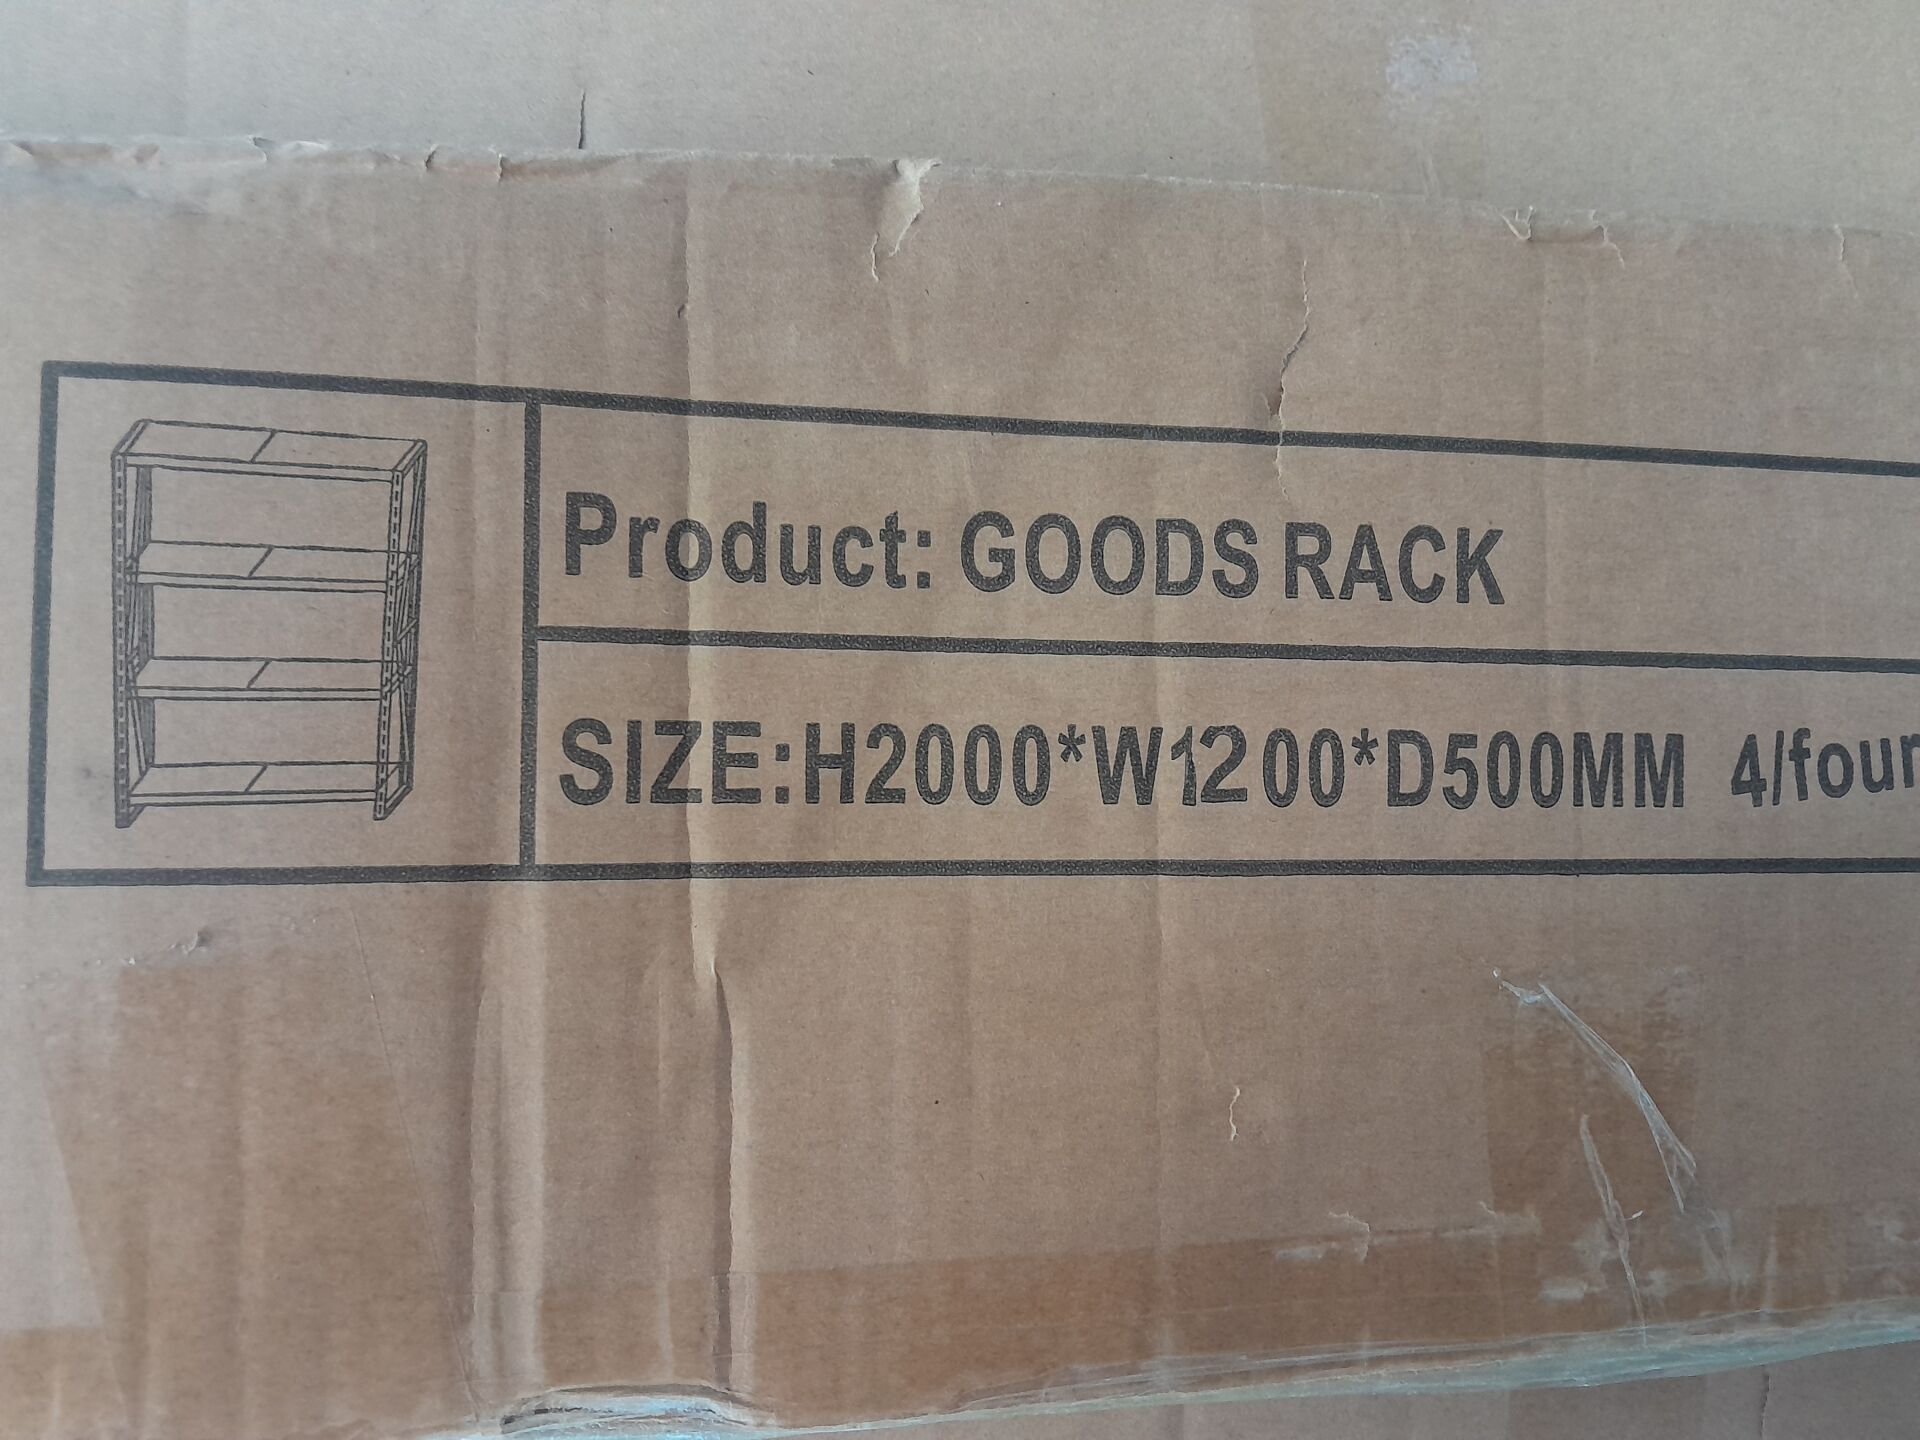 Product: GOODS RACK
SIZE:H2000*W1200*D500MM 4/four